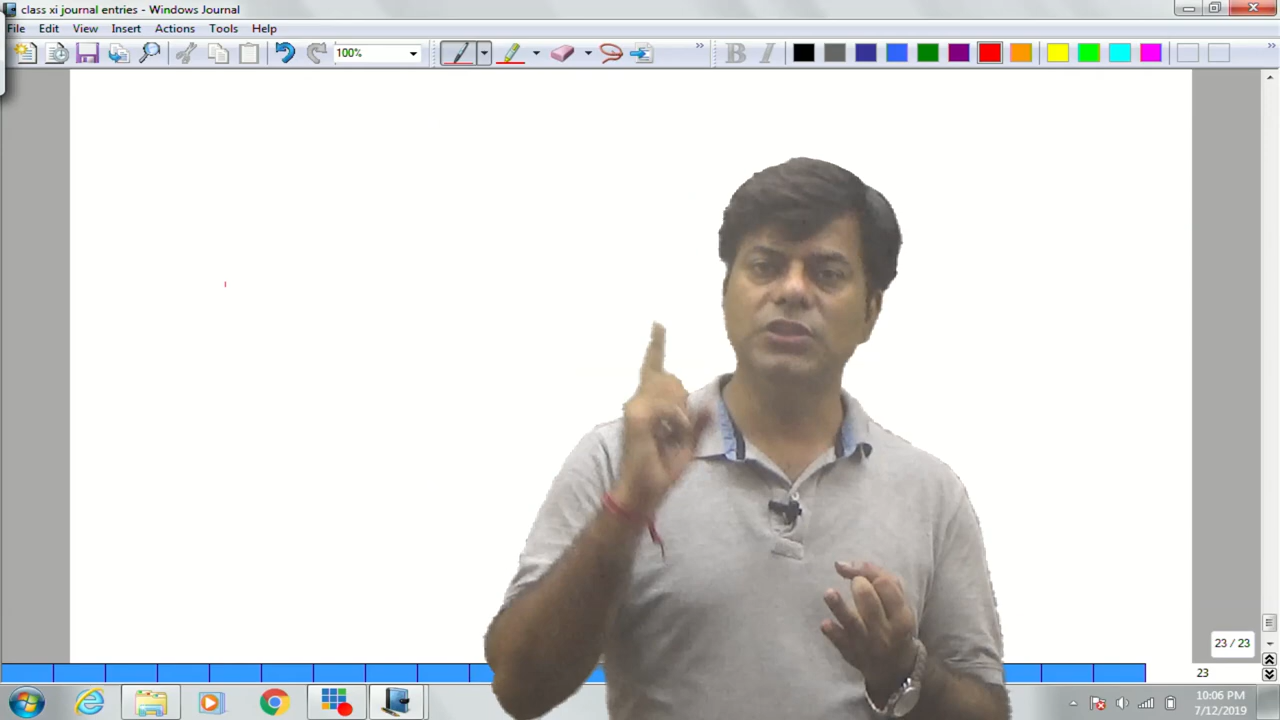 class xi journal entries - Windows Journal
File Edit View Insert Actions Tools Help
100%
B I
23 / 23
23
10:06 PM
7/12/2019